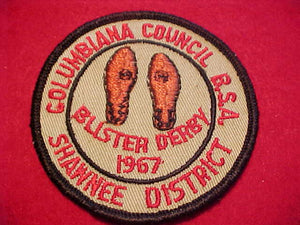 COLUMBIANA COUNCIL B.S.A.
BLISTER DERBY
1967
SHAWNEE DISTRICT